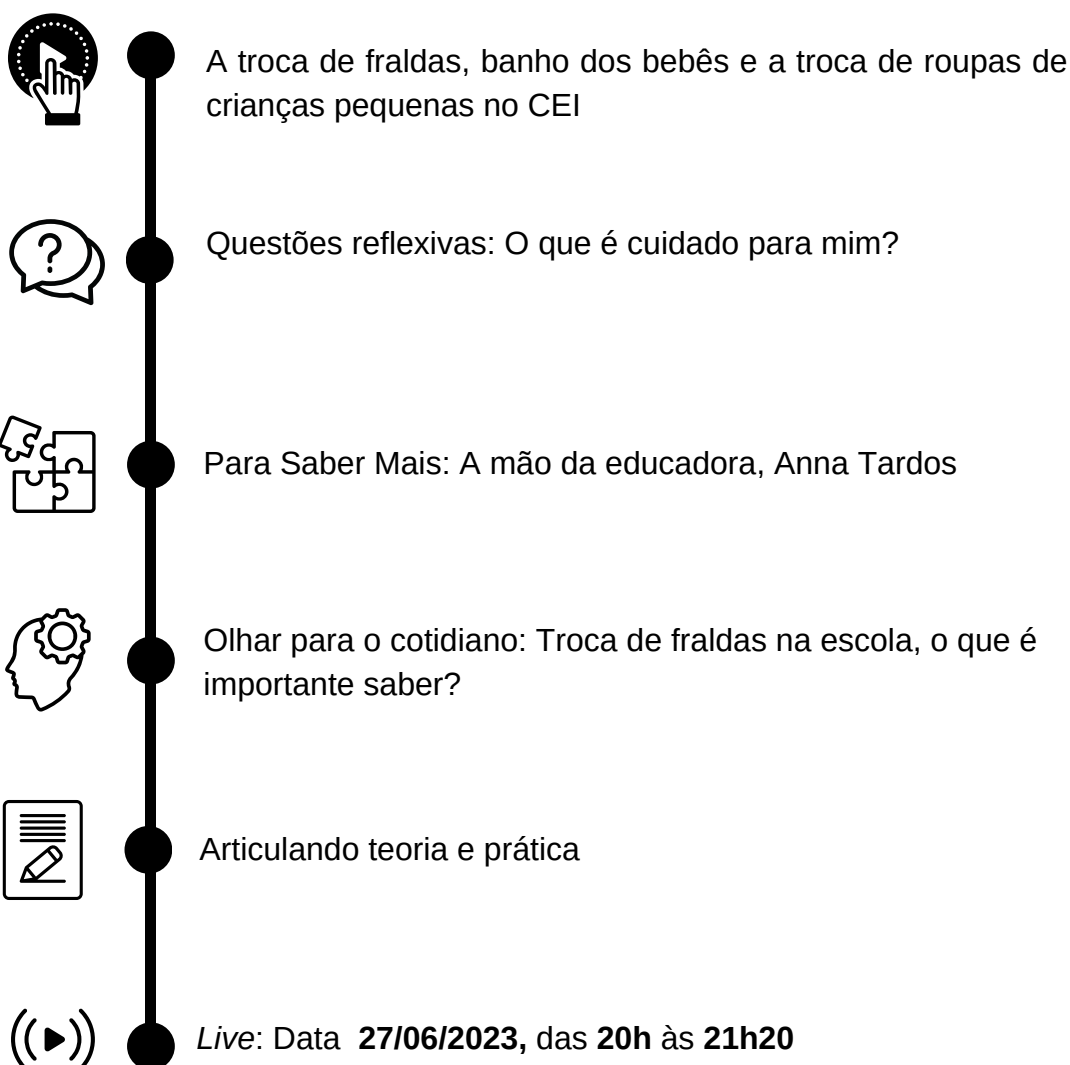 A troca de fraldas, banho dos bebês e a troca de roupas de
crianças pequenas no CEI
?
Questões reflexivas: O que é cuidado para mim?
Para Saber Mais: A mão da educadora, Anna Tardos
Olhar para o cotidiano: Troca de fraldas na escola, o que é
importante saber?
Articulando teoria e prática
Live: Data 27/06/2023, das 20h às 21h20